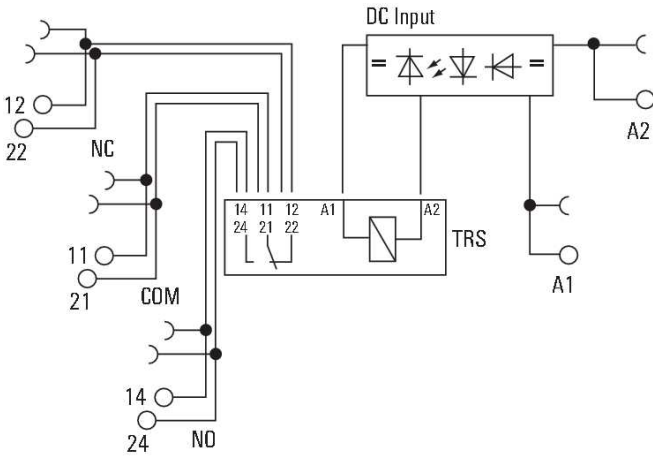 DC Input
= =
12
22
NC
A2
14 11 12 A1 A2
24 21 22
TRS
11
21
COM
A1
14
24
NO